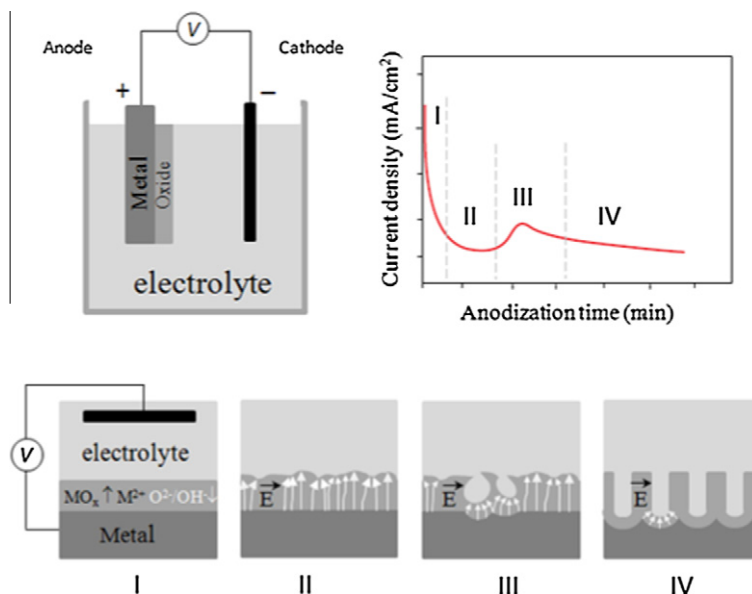 V
Anode
Cathode
+
−
Metal
Oxide
electrolyte
Current density (mA/cm²)
I
II
III
IV
Anodization time (min)
V
electrolyte
MOₓ ↑ M²⁺ O²⁻/OH⁻↓
Metal
E
E
E
I
II
III
IV